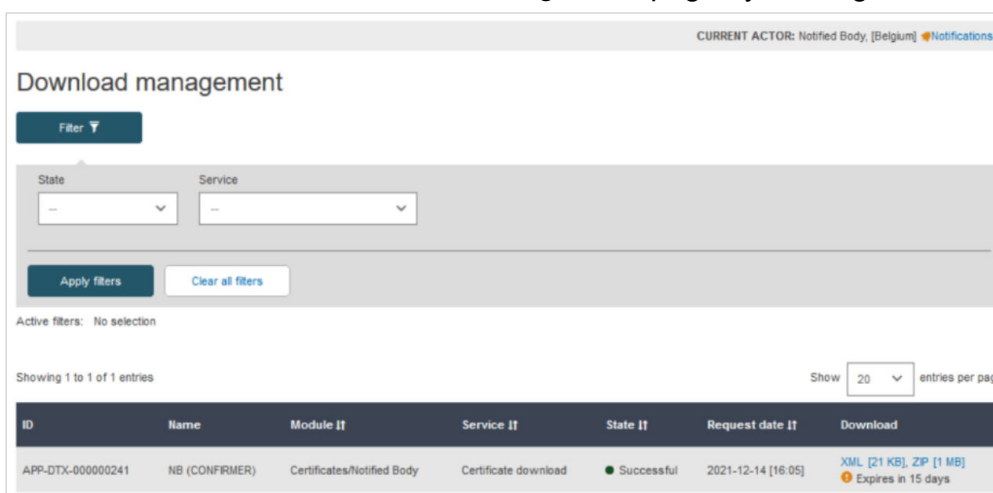 CURRENT ACTOR: Notified Body, [Belgium] Notifications
Download management
Filter
State Service
-- --
Apply filters Clear all filters
Active filters: No selection
Showing 1 to 1 of 1 entries Show 20 entries per
ID Name Module Service State Request date Download
APP-DTX-000000241 NB (CONFIRMER) Certificates/Notified Body Certificate download Successful 2021-12-14 [16:05] XML [21 KB], ZIP [1 MB]
Expires in 15 days